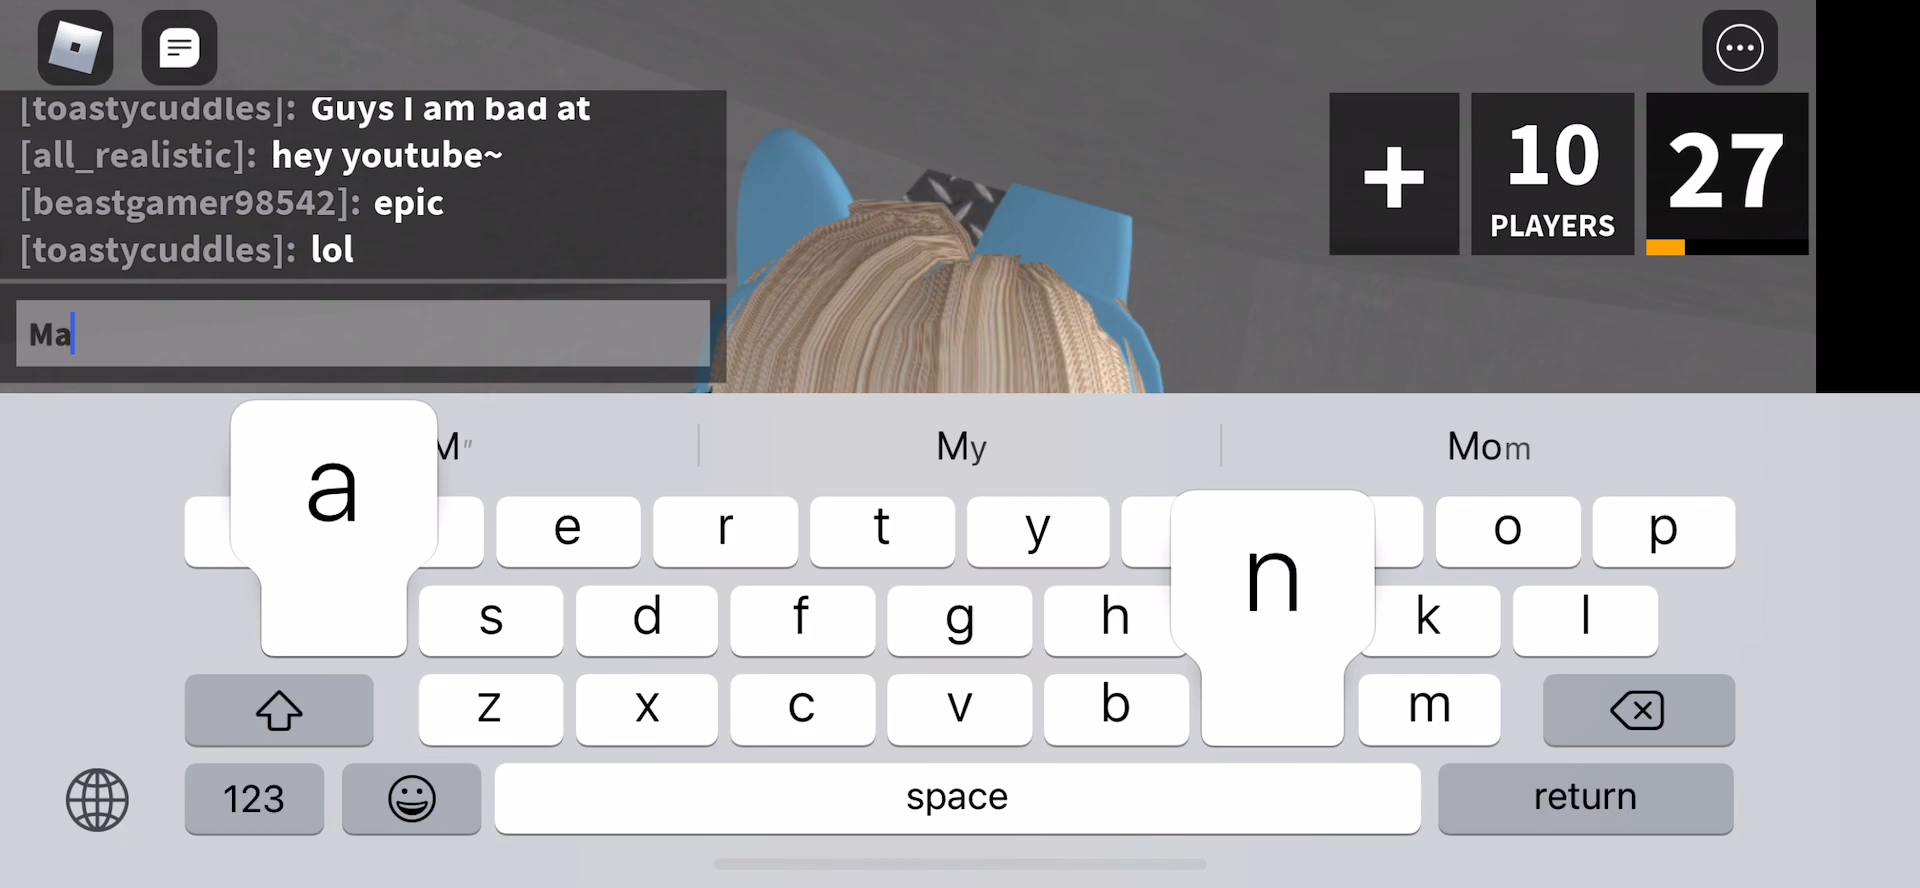 [toastycuddles]: Guys I am bad at
[all_realistic]: hey youtube~
[beastgamer98542]: epic
[toastycuddles]: lol
Ma
+
10
PLAYERS
27
M"
My
Mom
a
e r t y o p
s d f g h n k l
z x c v b m
123 space return